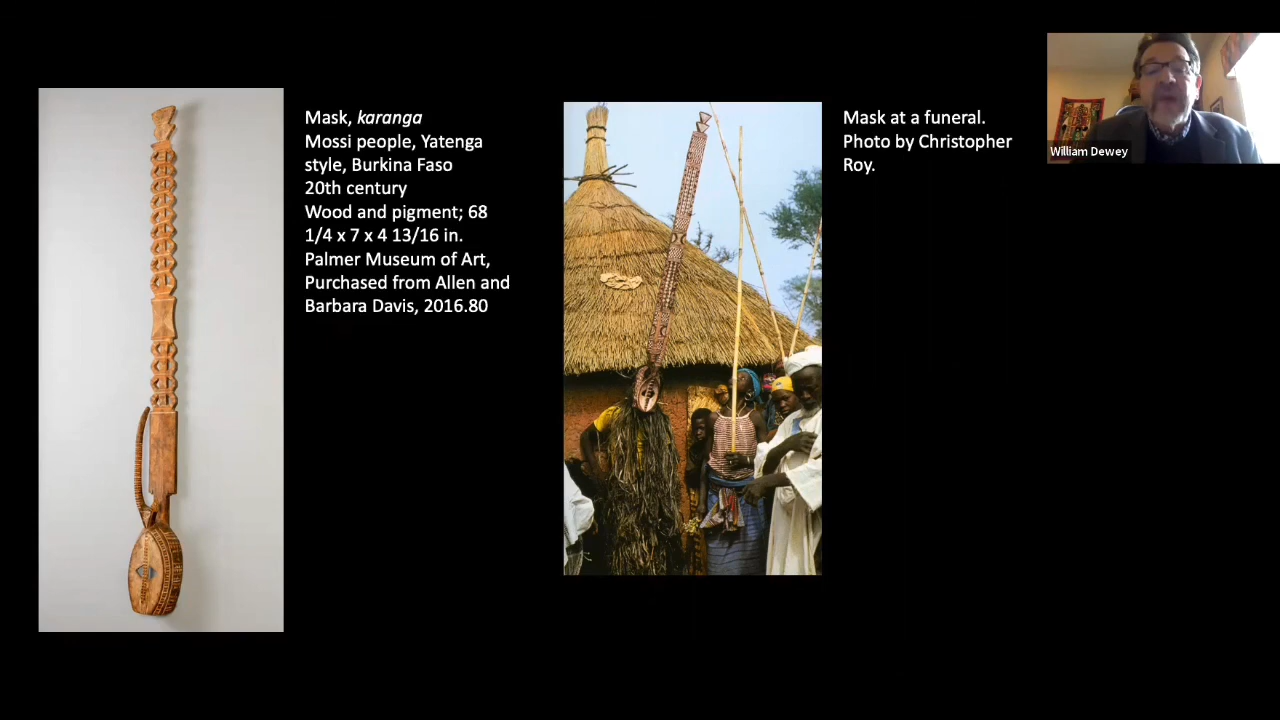 Mask, karanga
Mossi people, Yatenga
style, Burkina Faso
20th century
Wood and pigment; 68
1/4 x 7 x 4 13/16 in.
Palmer Museum of Art,
Purchased from Allen and
Barbara Davis, 2016.80
Mask at a funeral.
Photo by Christopher
Roy.
William Dewey